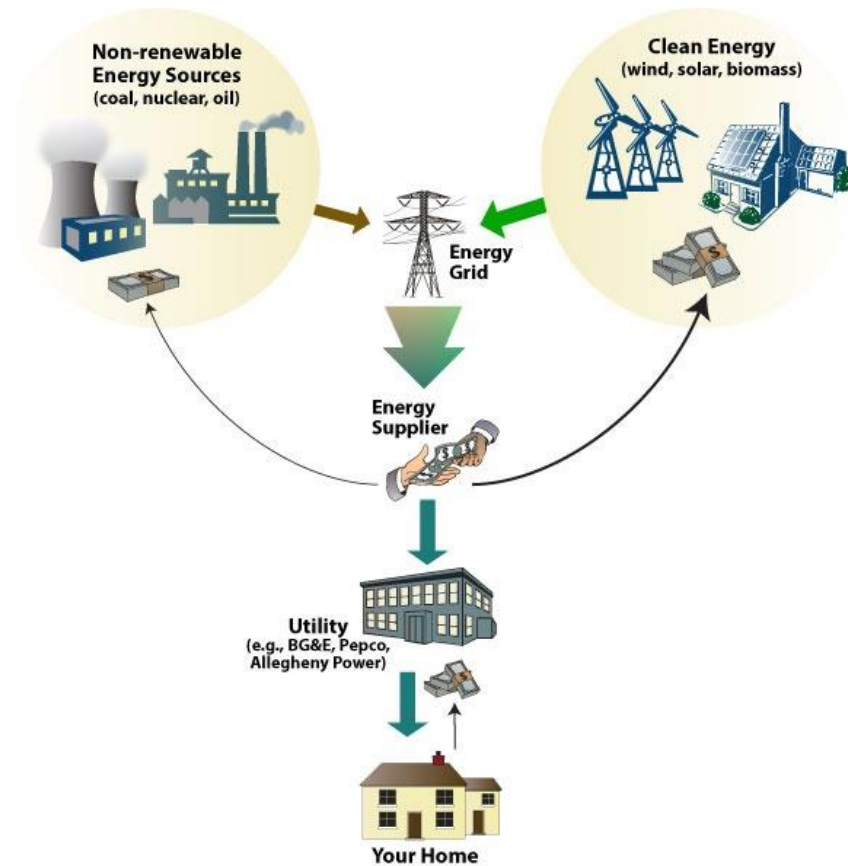 Non-renewable
Energy Sources
(coal, nuclear, oil)
Clean Energy
(wind, solar, biomass)
Energy
Grid
Energy
Supplier
Utility
(e.g., BG&E, Pepco,
Allegheny Power)
Your Home